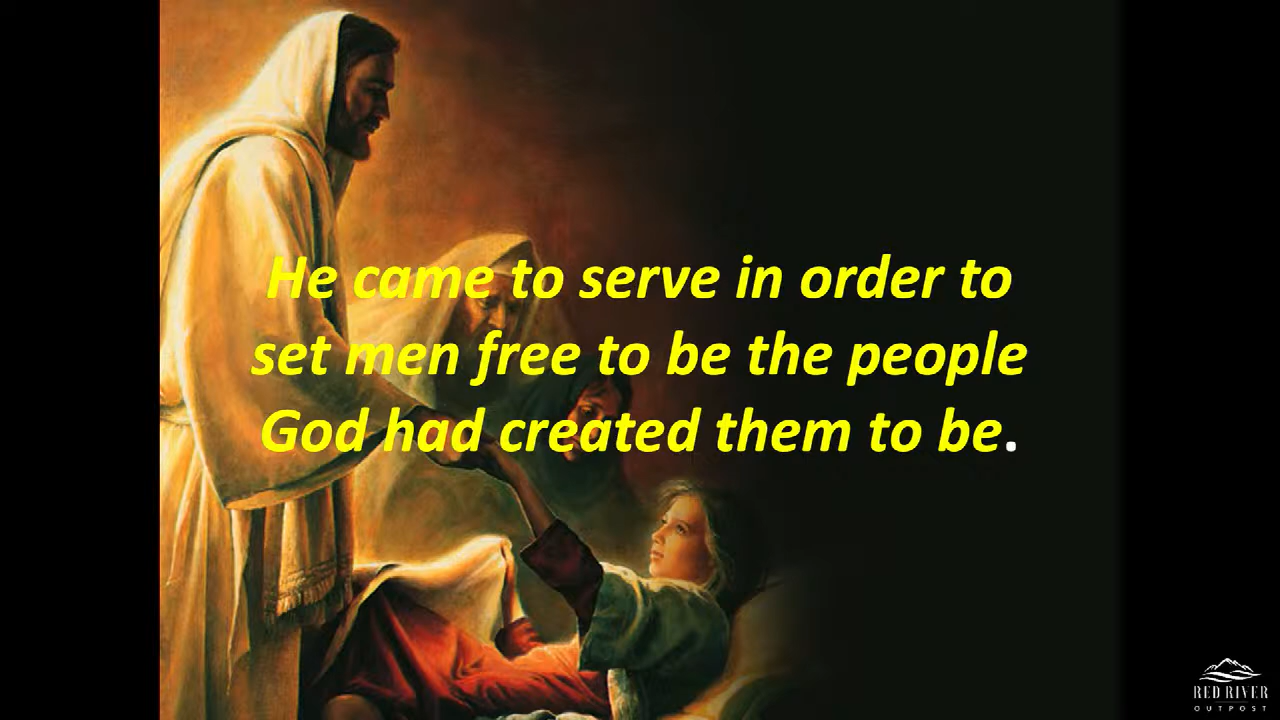 He came to serve in order to
set men free to be the people
God had created them to be.
RED RIVER
OUTPOST